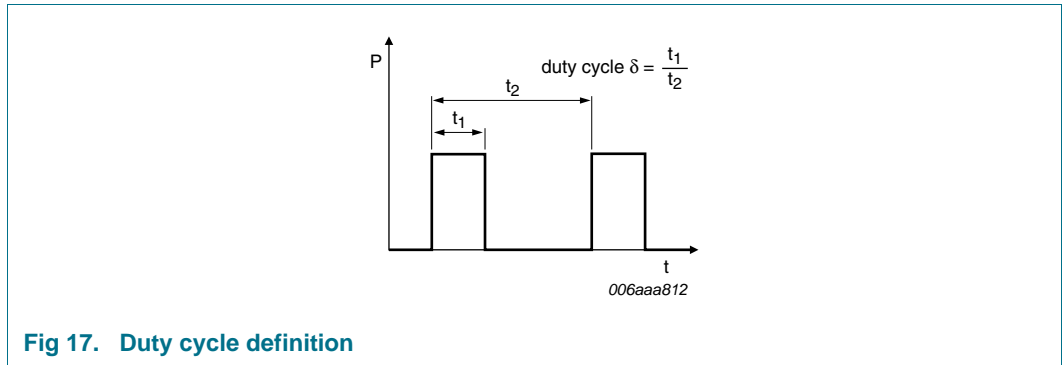 P
duty cycle δ = t1/t2
t2
t1
t
006aaa812
Fig 17. Duty cycle definition